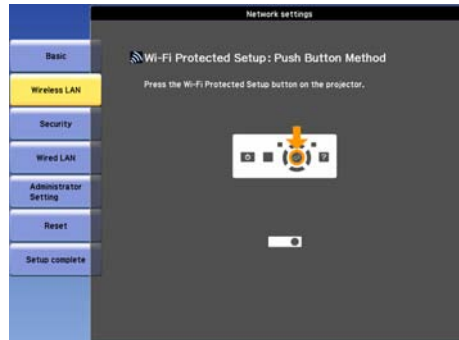 Network settings
Basic
Wireless LAN
Security
Wired LAN
Administrator
Setting
Reset
Setup complete
Wi-Fi Protected Setup : Push Button Method
Press the Wi-Fi Protected Setup button on the projector.
?